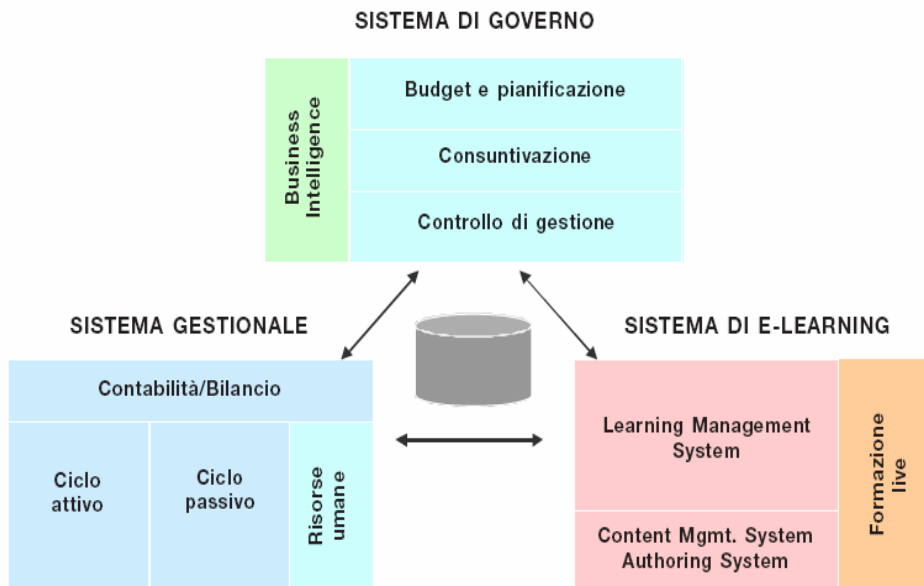 SISTEMA DI GOVERNO
Business
Intelligence
Budget e pianificazione
Consuntivazione
Controllo di gestione
SISTEMA GESTIONALE
Contabilità/Bilancio
Ciclo
attivo
Ciclo
passivo
Risorse
umane
SISTEMA DI E-LEARNING
Learning Management
System
Content Mgmt. System
Authoring System
Formazione
live